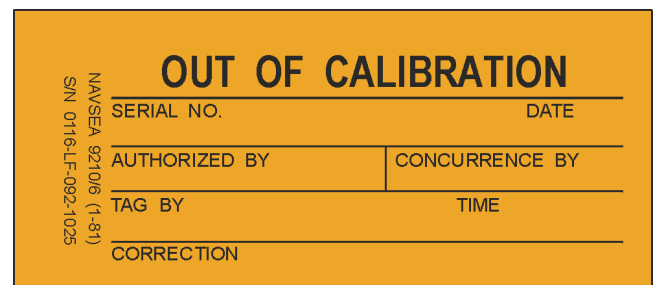 OUT OF CALIBRATION
SERIAL NO. DATE
AUTHORIZED BY CONCURRENCE BY
TAG BY TIME
CORRECTION
NAVSEA 9210/6 (1-81)
S/N 0116-LF-092-1025